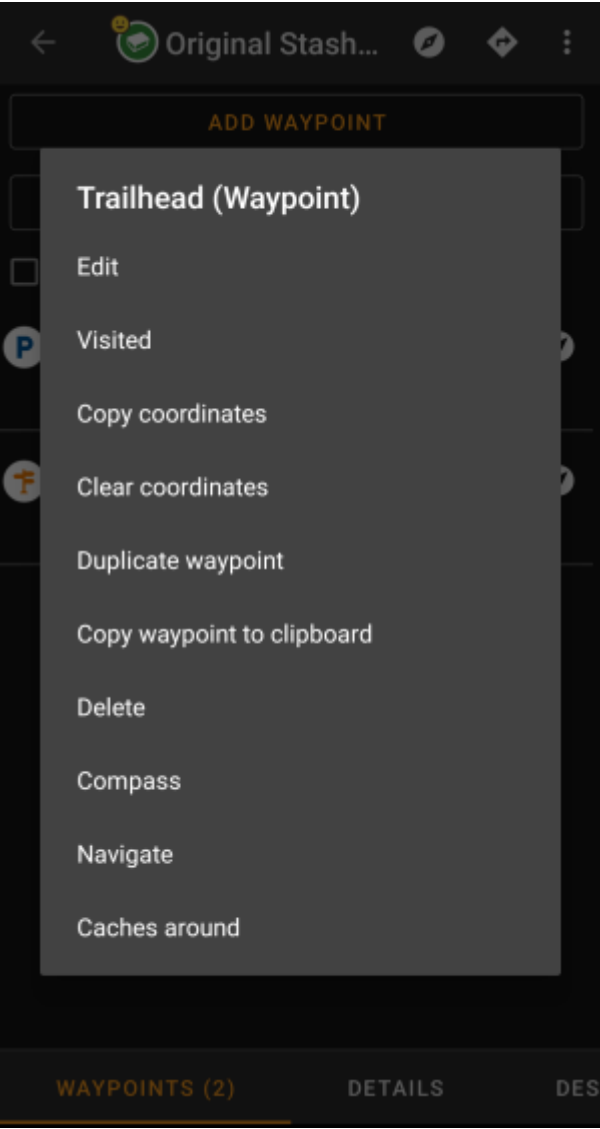 Original Stash...
ADD WAYPOINT
Trailhead (Waypoint)
Edit
Visited
P
Copy coordinates
Clear coordinates
Duplicate waypoint
Copy waypoint to clipboard
Delete
Compass
Navigate
Caches around
WAYPOINTS (2) DETAILS DES